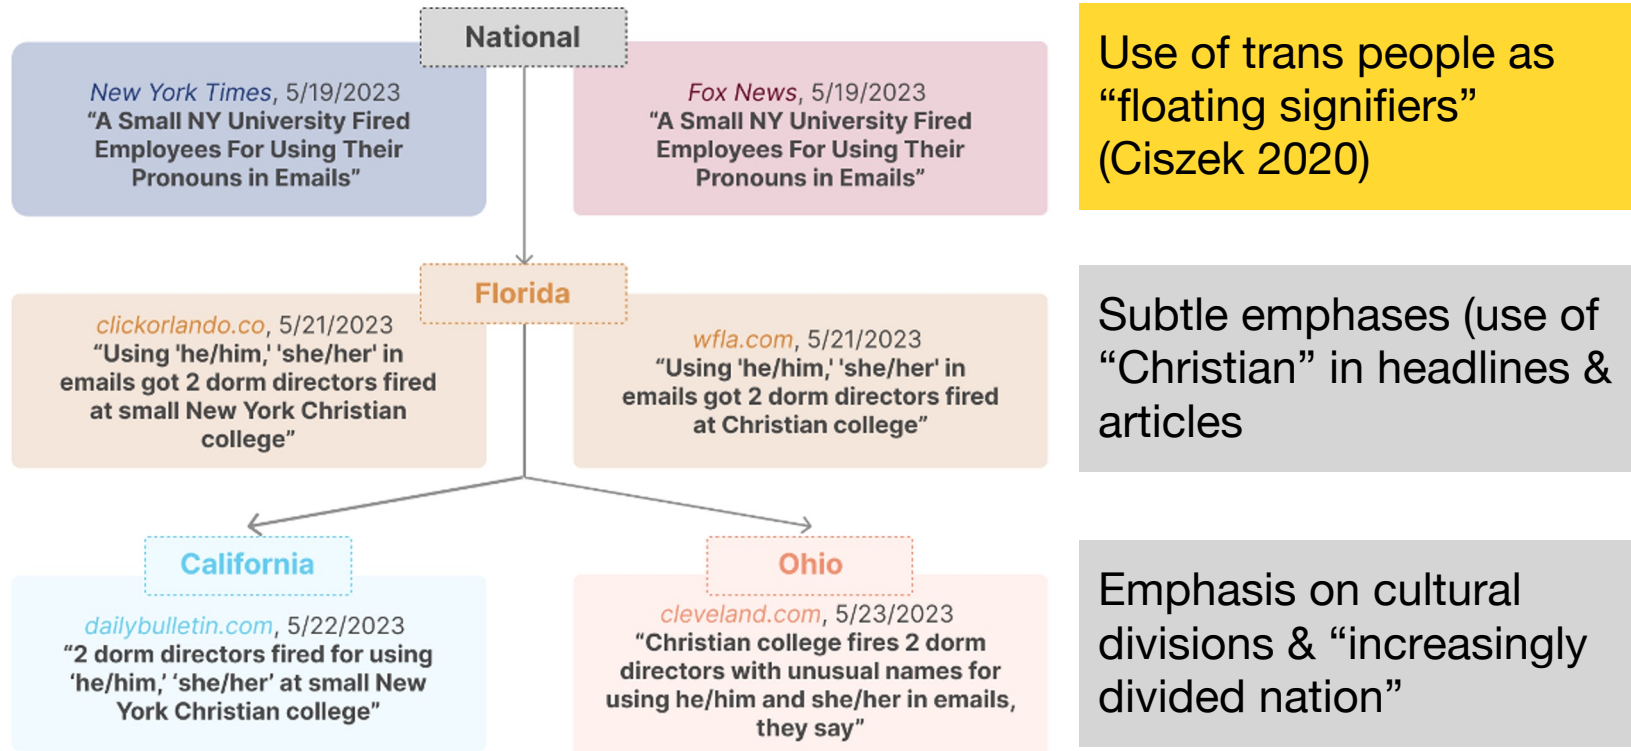 National
New York Times, 5/19/2023
“A Small NY University Fired
Employees For Using Their
Pronouns in Emails”
Fox News, 5/19/2023
“A Small NY University Fired
Employees For Using Their
Pronouns in Emails”
Use of trans people as
“floating signifiers”
(Ciszek 2020)
Florida
clickorlando.co, 5/21/2023
“Using 'he/him,' 'she/her' in
emails got 2 dorm directors fired
at small New York Christian
college”
wfla.com, 5/21/2023
“Using 'he/him,' 'she/her' in
emails got 2 dorm directors fired
at Christian college”
Subtle emphases (use of
“Christian” in headlines &
articles
California
dailybulletin.com, 5/22/2023
“2 dorm directors fired for using
‘he/him,’ ‘she/her’ at small New
York Christian college”
Ohio
cleveland.com, 5/23/2023
“Christian college fires 2 dorm
directors with unusual names for
using he/him and she/her in emails,
they say”
Emphasis on cultural
divisions & “increasingly
divided nation”